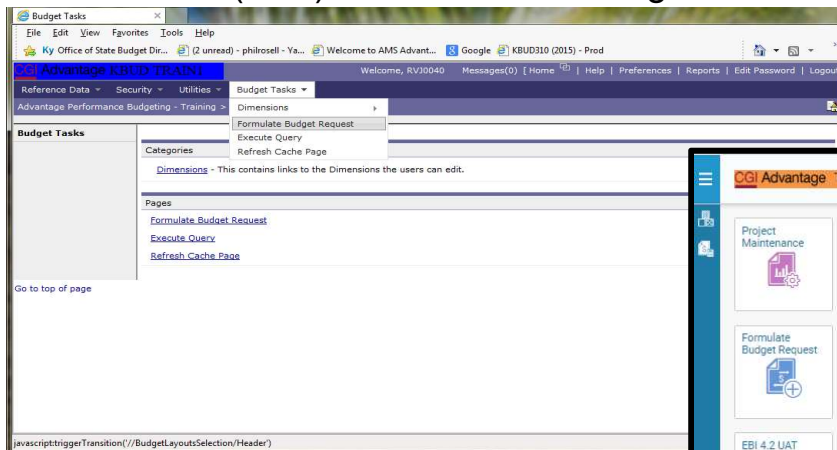 Budget Tasks
File Edit View Favorites Tools Help
Ky Office of State Budget Dir... (2 unread) - philrosell - Ya... Welcome to AMS Advant... Google KBUD310 (2015) - Prod
CGI Advantage KBUD TRAIN1 Welcome, RVJ0040 Messages(0) [ Home | Help | Preferences | Reports | Edit Password | Logout
Reference Data Security Utilities Budget Tasks
Advantage Performance Budgeting - Training >
Dimensions
Formulate Budget Request
Execute Query
Refresh Cache Page
Budget Tasks
Categories
Dimensions - This contains links to the Dimensions the users can edit.
Pages
Formulate Budget Request
Execute Query
Refresh Cache Page
Go to top of page
javascript:triggerTransition('//BudgetLayoutsSelection/Header')
CGI Advantage
Project
Maintenance
Formulate
Budget Request
EBI 4.2 UAT